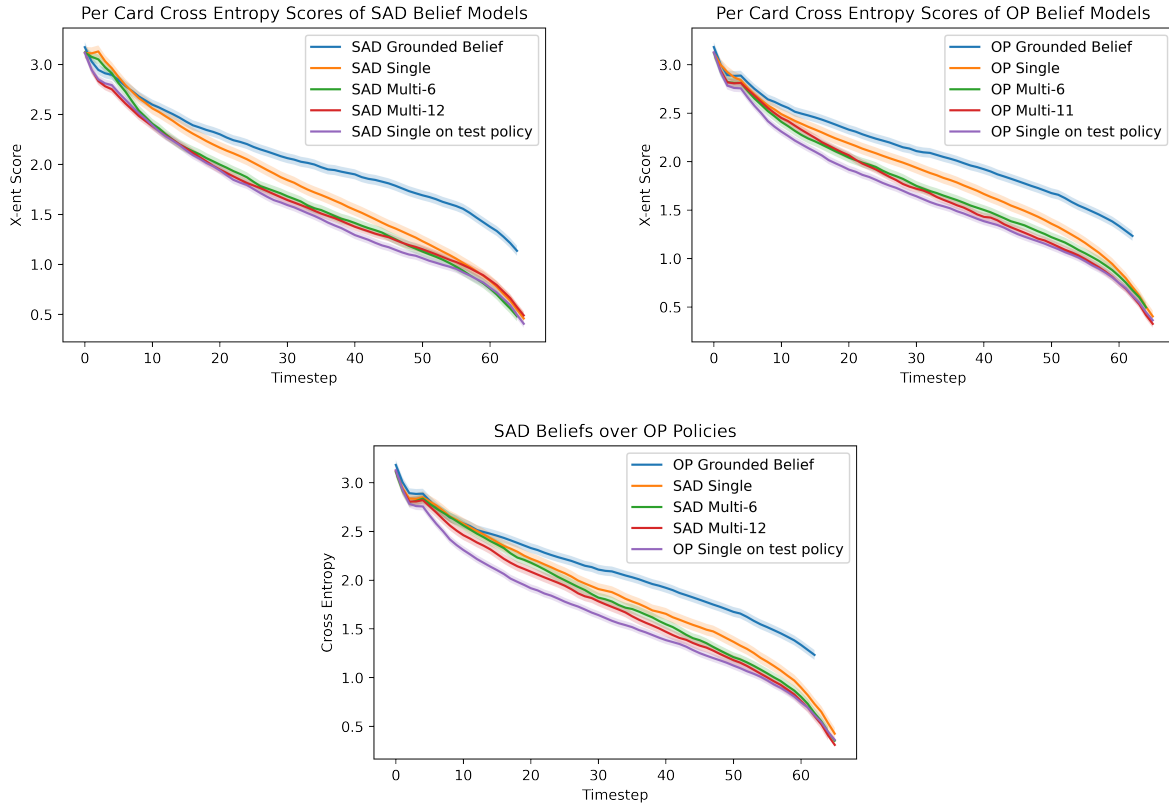 Per Card Cross Entropy Scores of SAD Belief Models
SAD Grounded Belief
SAD Single
SAD Multi-6
SAD Multi-12
SAD Single on test policy
3.0
2.5
2.0
1.5
1.0
0.5
X-ent Score
0 10 20 30 40 50 60
Timestep
Per Card Cross Entropy Scores of OP Belief Models
OP Grounded Belief
OP Single
OP Multi-6
OP Multi-11
OP Single on test policy
3.0
2.5
2.0
1.5
1.0
0.5
X-ent Score
0 10 20 30 40 50 60
Timestep
SAD Beliefs over OP Policies
OP Grounded Belief
SAD Single
SAD Multi-6
SAD Multi-12
OP Single on test policy
3.0
2.5
2.0
1.5
1.0
0.5
Cross Entropy
0 10 20 30 40 50 60
Timestep